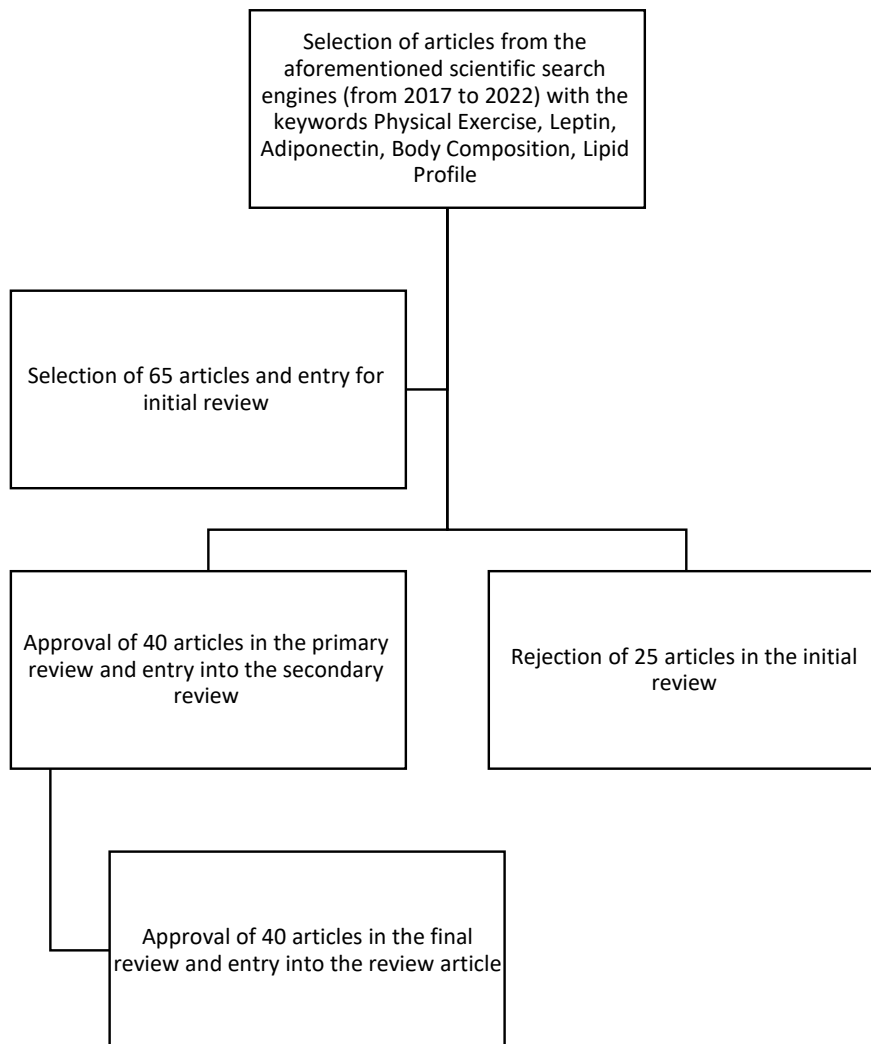 Selection of articles from the
aforementioned scientific search
engines (from 2017 to 2022) with the
keywords Physical Exercise, Leptin,
Adiponectin, Body Composition, Lipid
Profile
Selection of 65 articles and entry for
initial review
Approval of 40 articles in the primary
review and entry into the secondary
review
Rejection of 25 articles in the initial
review
Approval of 40 articles in the final
review and entry into the review article